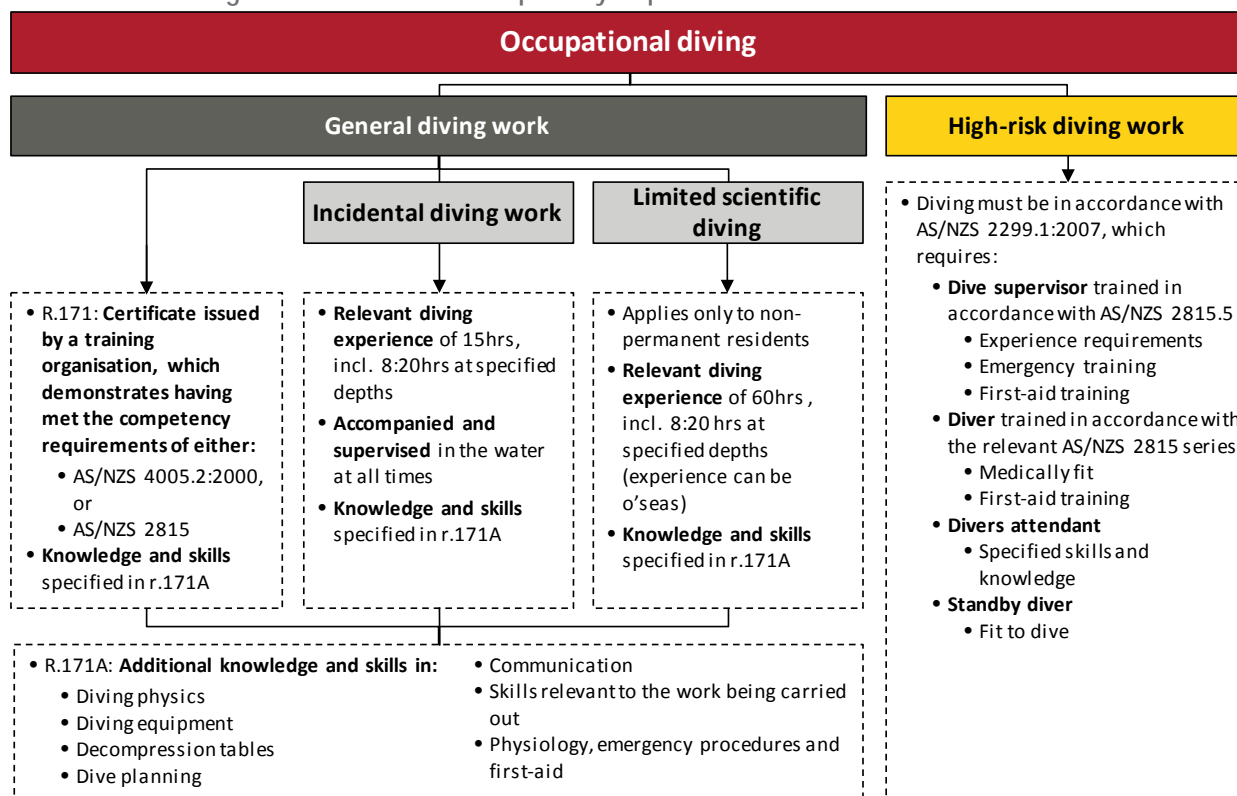 Occupational diving
General diving work
High-risk diving work
Incidental diving work
Limited scientific
diving
• R.171: Certificate issued
by a training
organisation, which
demonstrates having
met the competency
requirements of either:
• AS/NZS 4005.2:2000,
or
• AS/NZS 2815
• Knowledge and skills
specified in r.171A
• Relevant diving
experience of 15hrs,
incl. 8:20hrs at specified
depths
• Accompanied and
supervised in the water
at all times
• Knowledge and skills
specified in r.171A
• Applies only to non-
permanent residents
• Relevant diving
experience of 60hrs ,
incl. 8:20 hrs at
specified depths
(experience can be
o'seas)
• Knowledge and skills
specified in r.171A
• Diving must be in accordance with
AS/NZS 2299.1:2007, which
requires:
• Dive supervisor trained in
accordance with AS/NZS 2815.5
• Experience requirements
• Emergency training
• First-aid training
• Diver trained in accordance with
the relevant AS/NZS 2815 series
• Medically fit
• First-aid training
• Divers attendant
• Specified skills and
knowledge
• Standby diver
• Fit to dive
• R.171A: Additional knowledge and skills in:
• Diving physics
• Diving equipment
• Decompression tables
• Dive planning
• Communication
• Skills relevant to the work being carried
out
• Physiology, emergency procedures and
first-aid